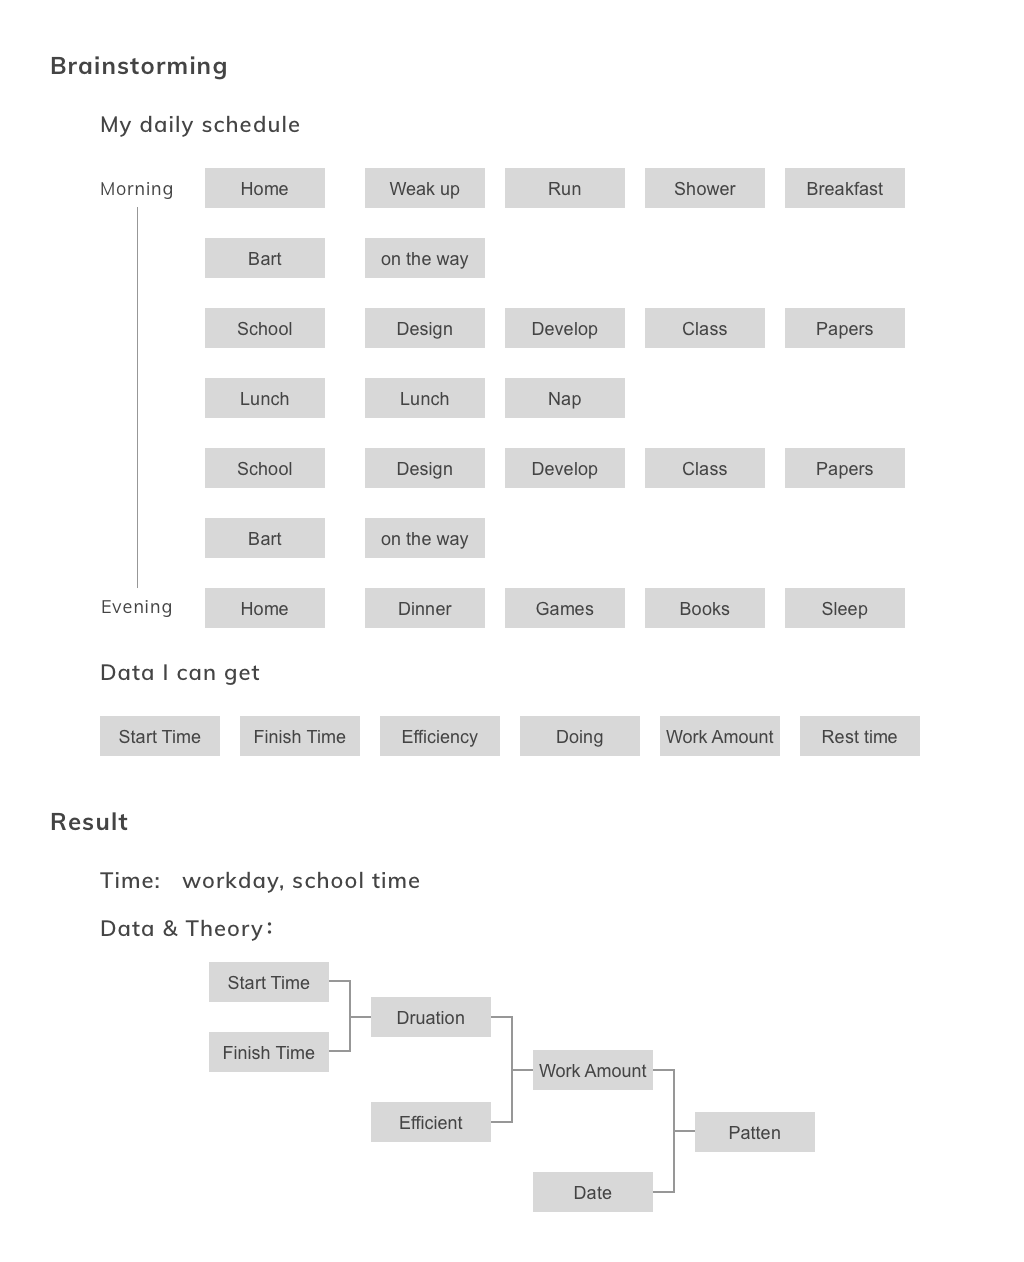 Brainstorming
My daily schedule
Morning Home Weak up Run Shower Breakfast
Bart on the way
School Design Develop Class Papers
Lunch Lunch Nap
School Design Develop Class Papers
Bart on the way
Evening Home Dinner Games Books Sleep
Data I can get
Start Time Finish Time Efficiency Doing Work Amount Rest time
Result
Time: workday, school time
Data & Theory：
Start Time
Druation
Finish Time
Work Amount
Efficient
Patten
Date